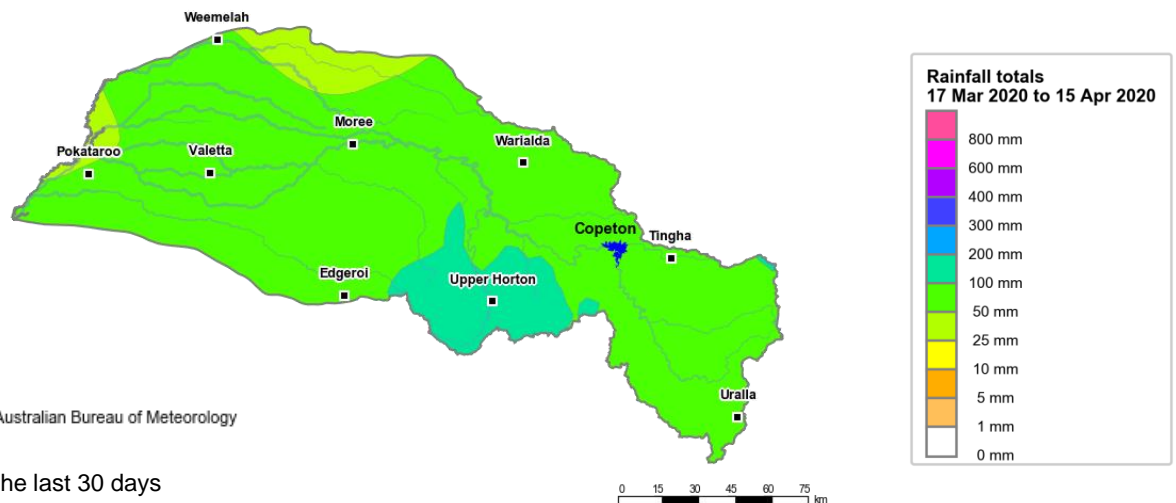 Weemelah
Moree
Warialda
Pokataroo
Valetta
Copeton
Tingha
Edgeroi
Upper Horton
Uralla
Australian Bureau of Meteorology
he last 30 days
0 15 30 45 60 75
km
Rainfall totals
17 Mar 2020 to 15 Apr 2020
800 mm
600 mm
400 mm
300 mm
200 mm
100 mm
50 mm
25 mm
10 mm
5 mm
1 mm
0 mm